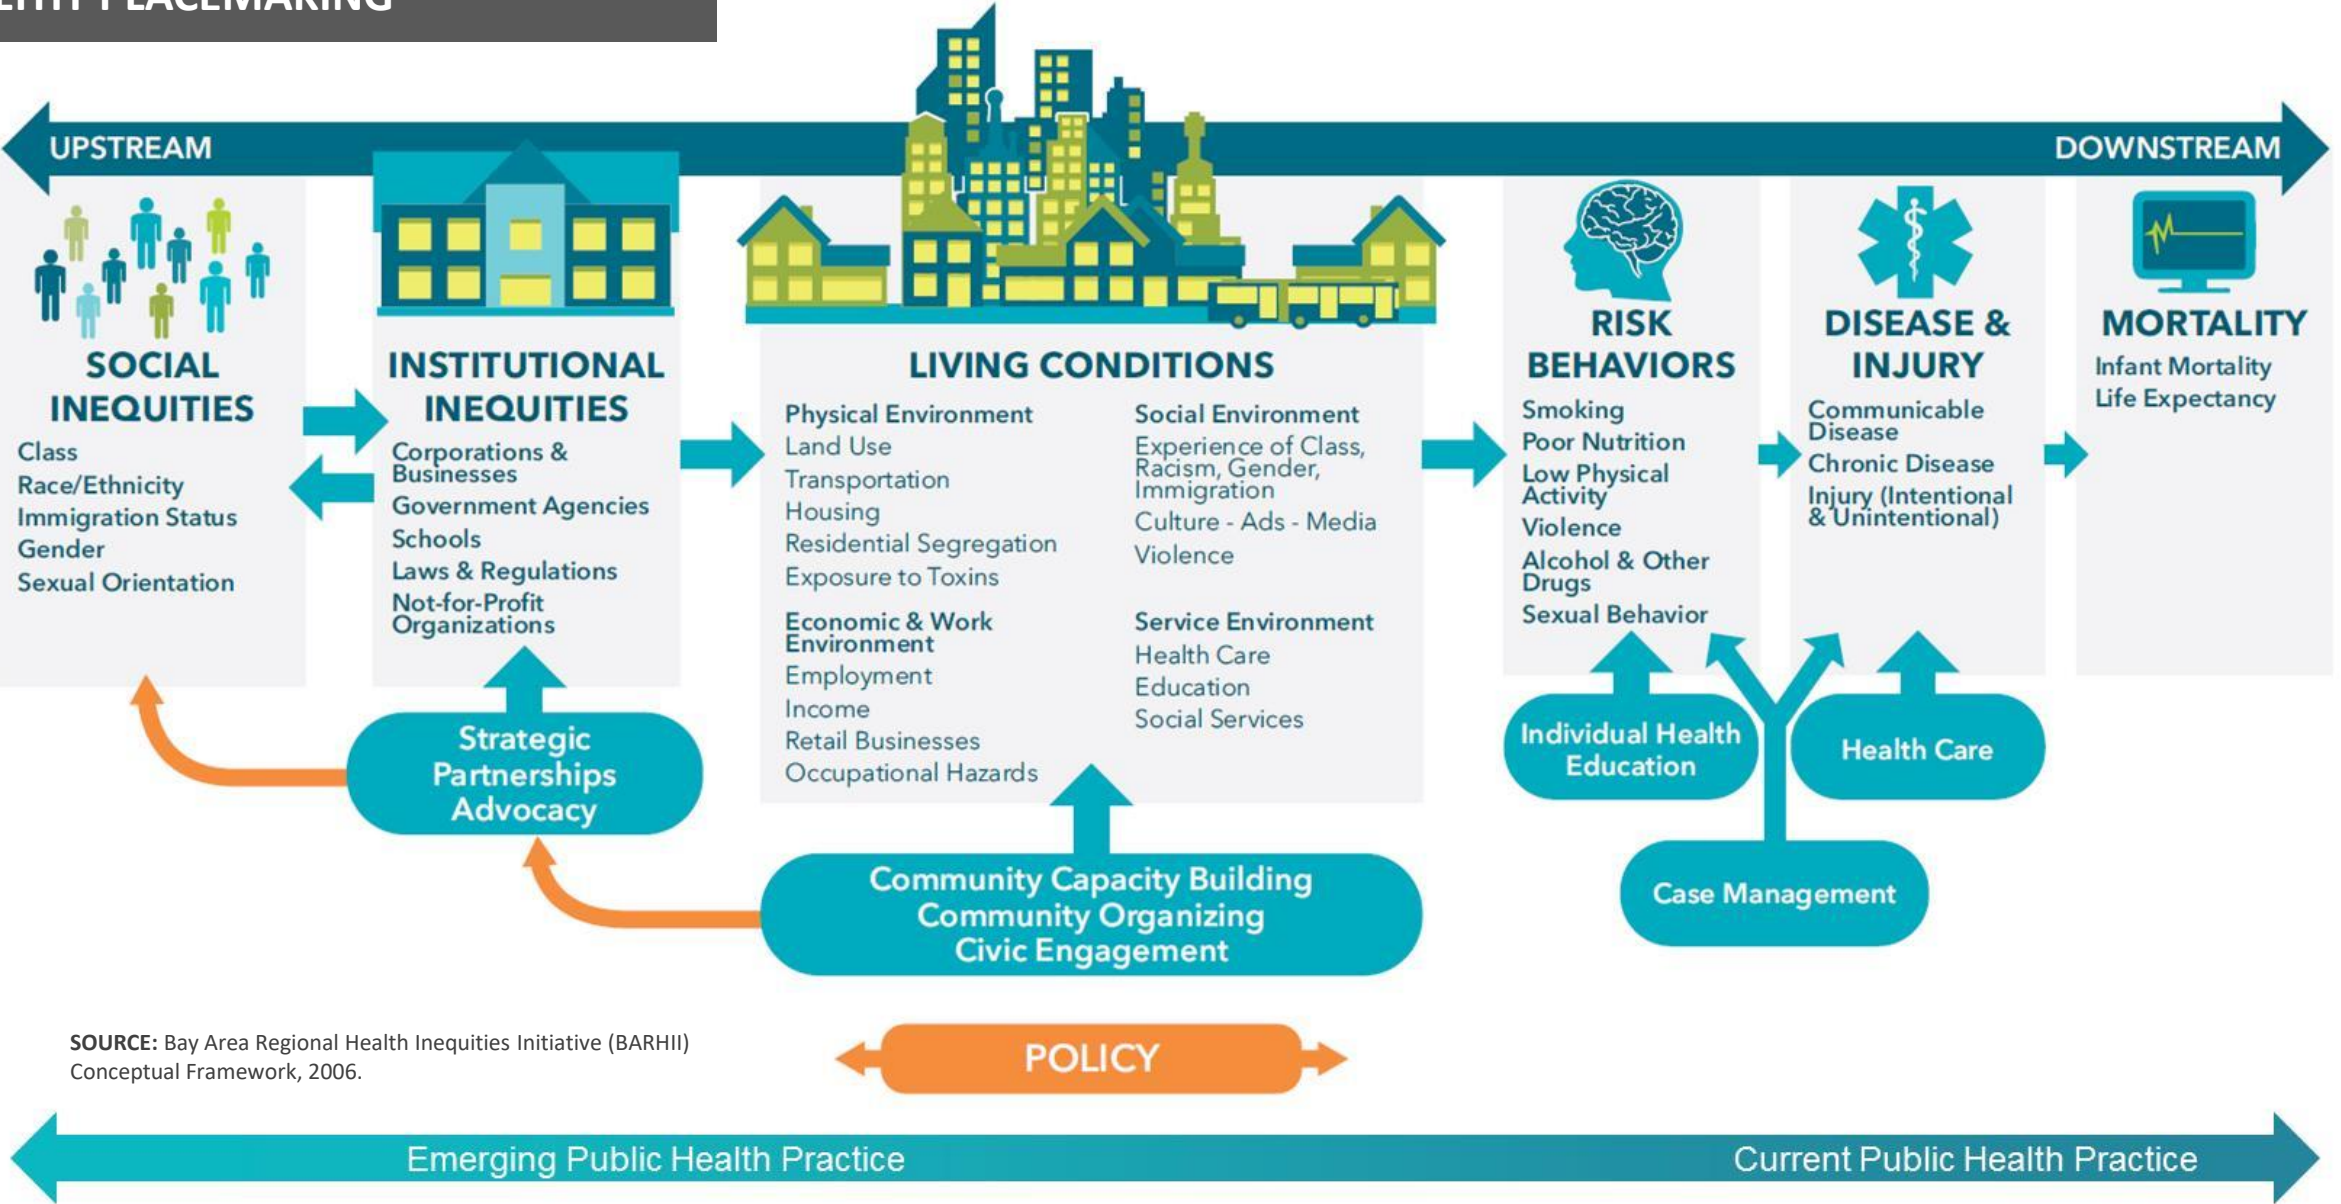 PLACEMAKING
UPSTREAM
DOWNSTREAM
SOCIAL
INEQUITIES
Class
Race/Ethnicity
Immigration Status
Gender
Sexual Orientation
INSTITUTIONAL
INEQUITIES
Corporations &
Businesses
Government Agencies
Schools
Laws & Regulations
Not-for-Profit
Organizations
Strategic
Partnerships
Advocacy
LIVING CONDITIONS
Physical Environment
Land Use
Transportation
Housing
Residential Segregation
Exposure to Toxins
Economic & Work
Environment
Employment
Income
Retail Businesses
Occupational Hazards
Social Environment
Experience of Class,
Racism, Gender,
Immigration
Culture - Ads - Media
Violence
Service Environment
Health Care
Education
Social Services
Community Capacity Building
Community Organizing
Civic Engagement
RISK
BEHAVIORS
Smoking
Poor Nutrition
Low Physical
Activity
Violence
Alcohol & Other
Drugs
Sexual Behavior
Individual Health
Education
DISEASE &
INJURY
Communicable
Disease
Chronic Disease
Injury (Intentional
& Unintentional)
Health Care
Case Management
MORTALITY
Infant Mortality
Life Expectancy
SOURCE: Bay Area Regional Health Inequities Initiative (BARHII)
Conceptual Framework, 2006.
POLICY
Emerging Public Health Practice
Current Public Health Practice